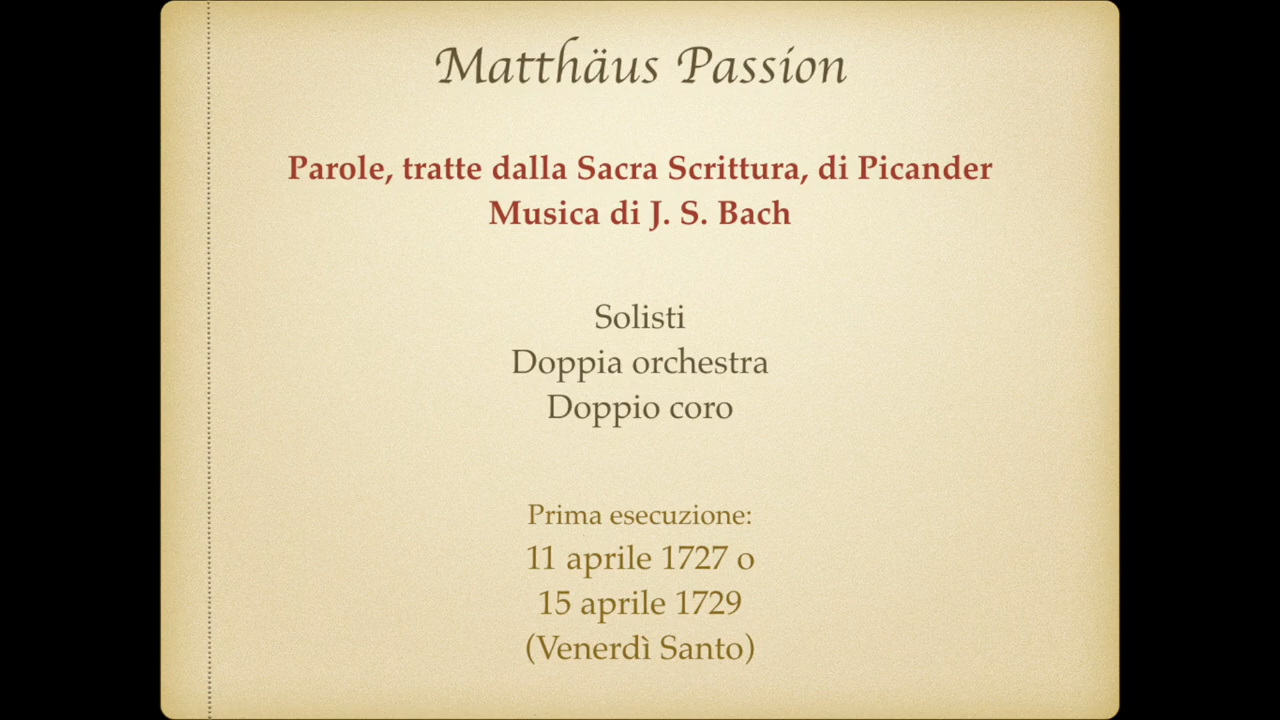 Matthäus Passion
Parole, tratte dalla Sacra Scrittura, di Picander
Musica di J. S. Bach
Solisti
Doppia orchestra
Doppio coro
Prima esecuzione:
11 aprile 1727 o
15 aprile 1729
(Venerdì Santo)